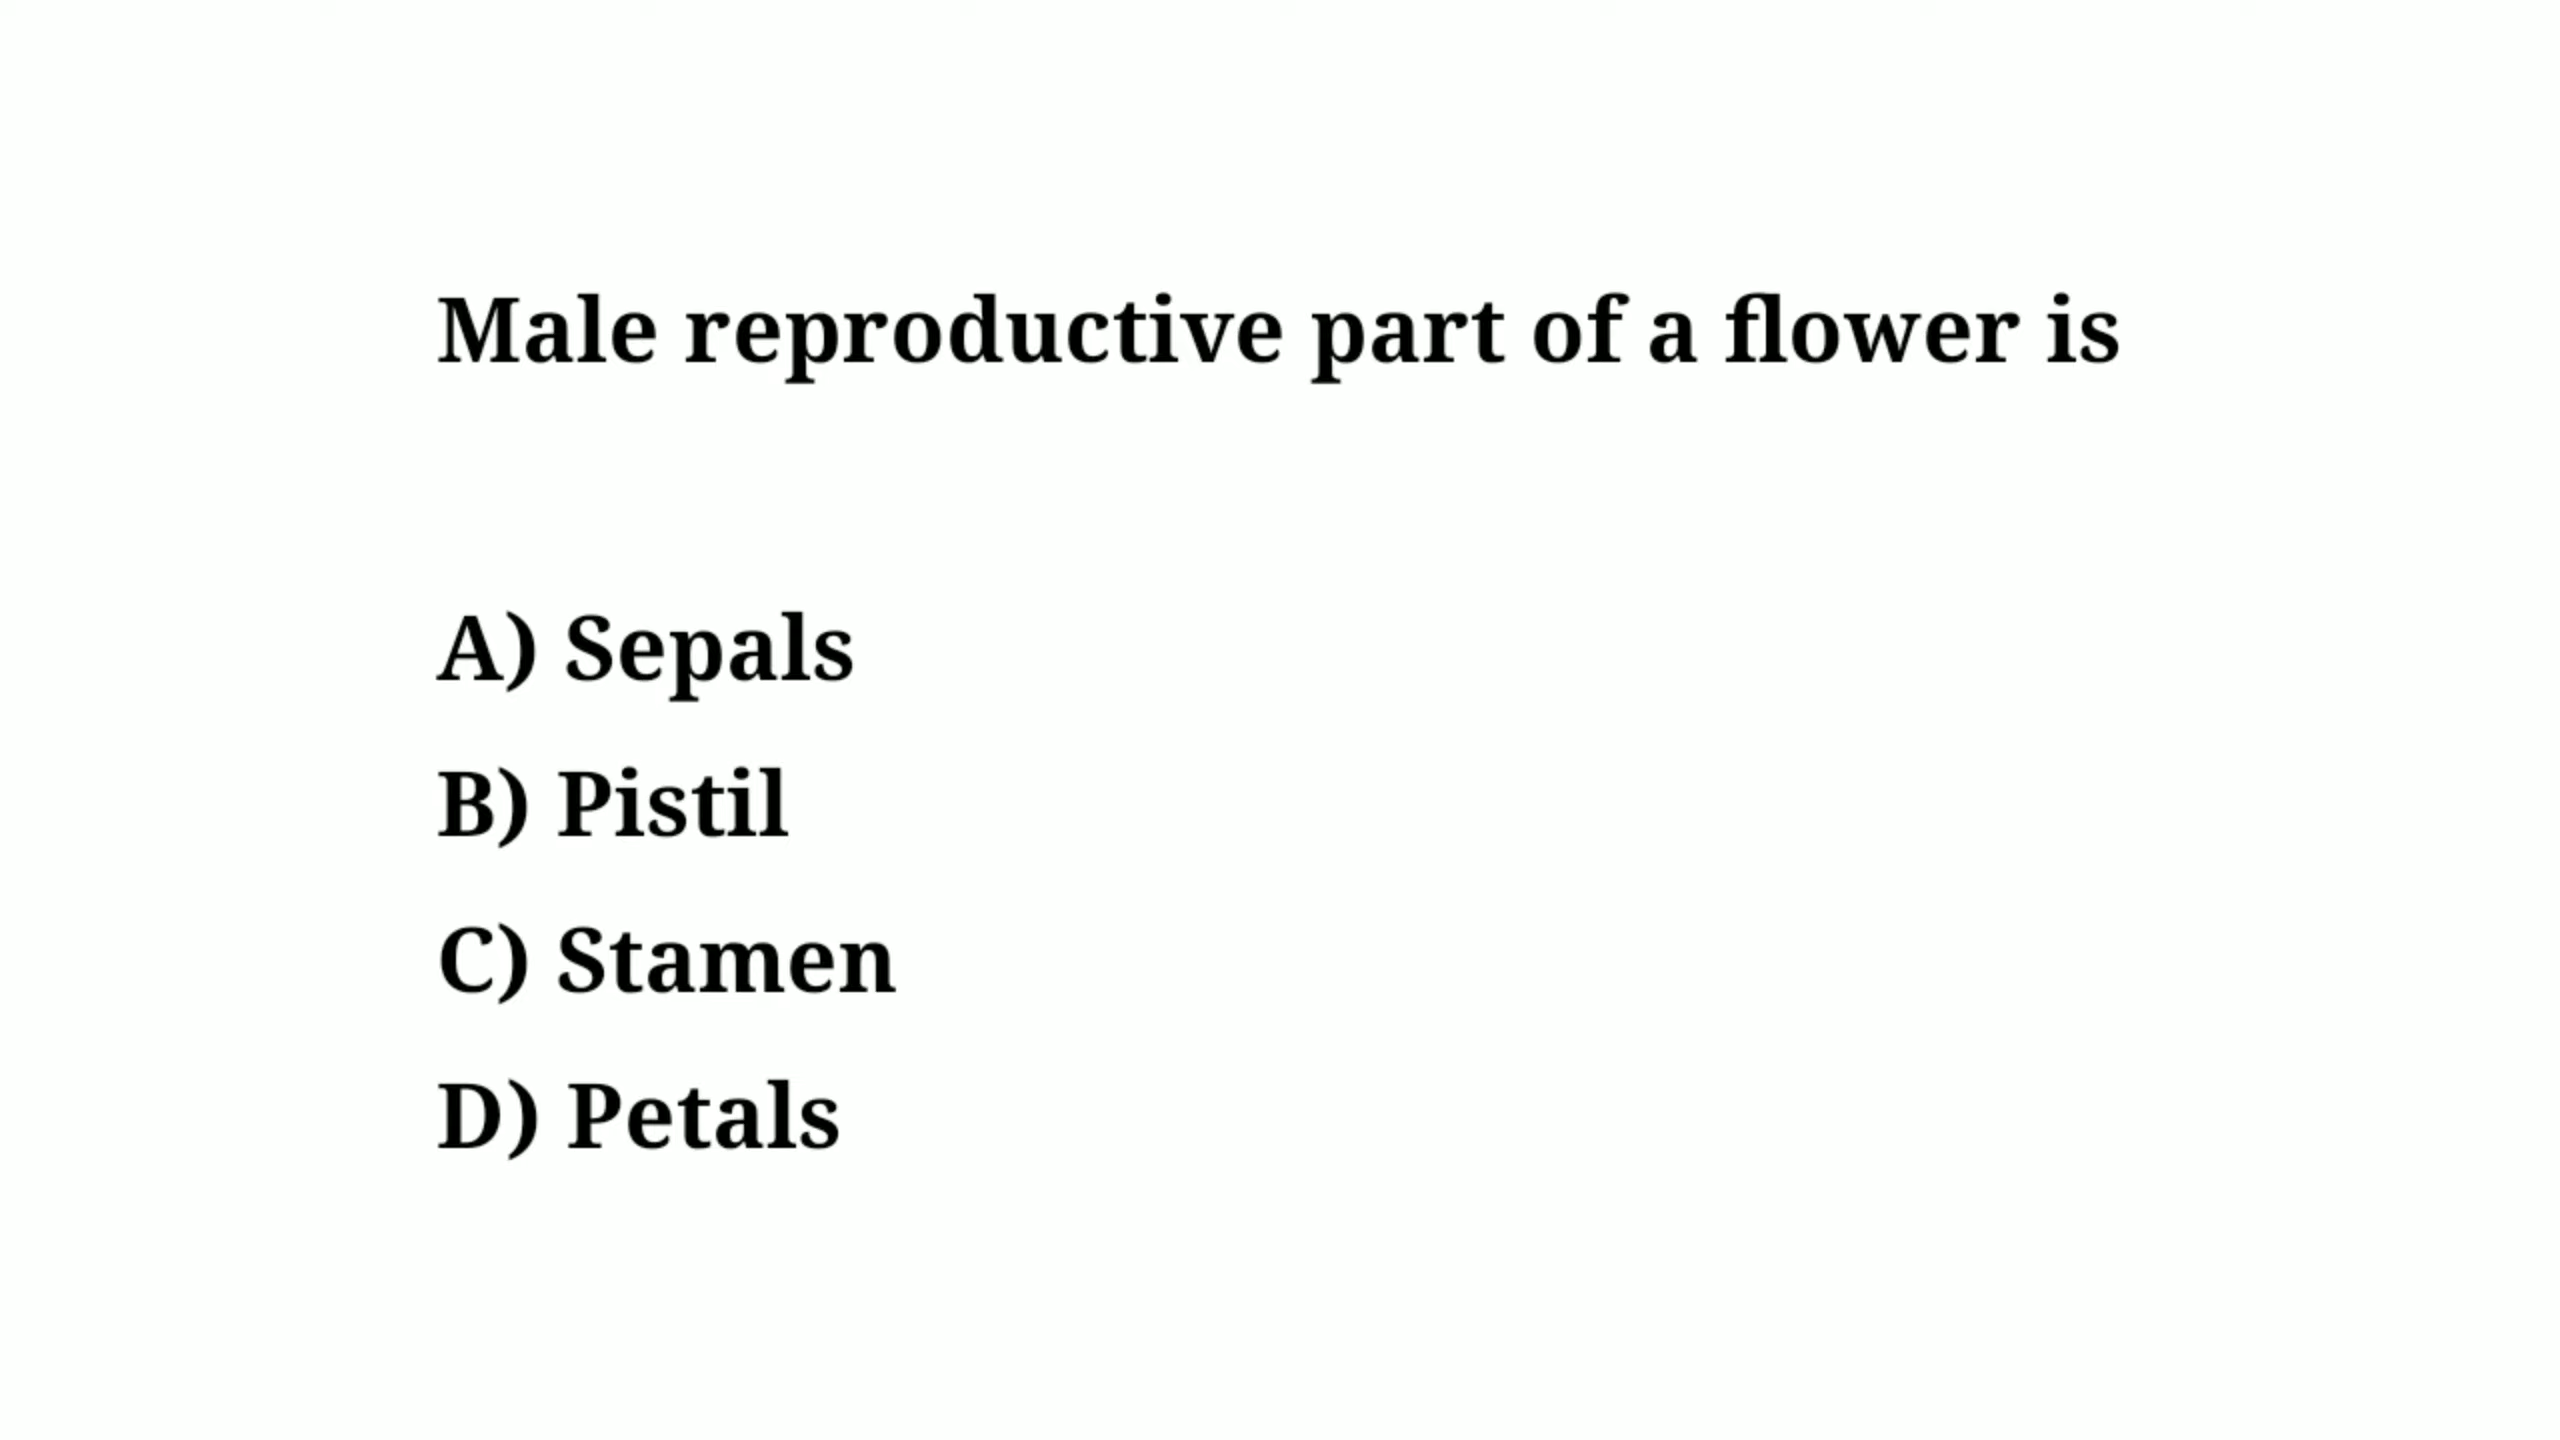 Male reproductive part of a flower is
A) Sepals
B) Pistil
C) Stamen
D) Petals